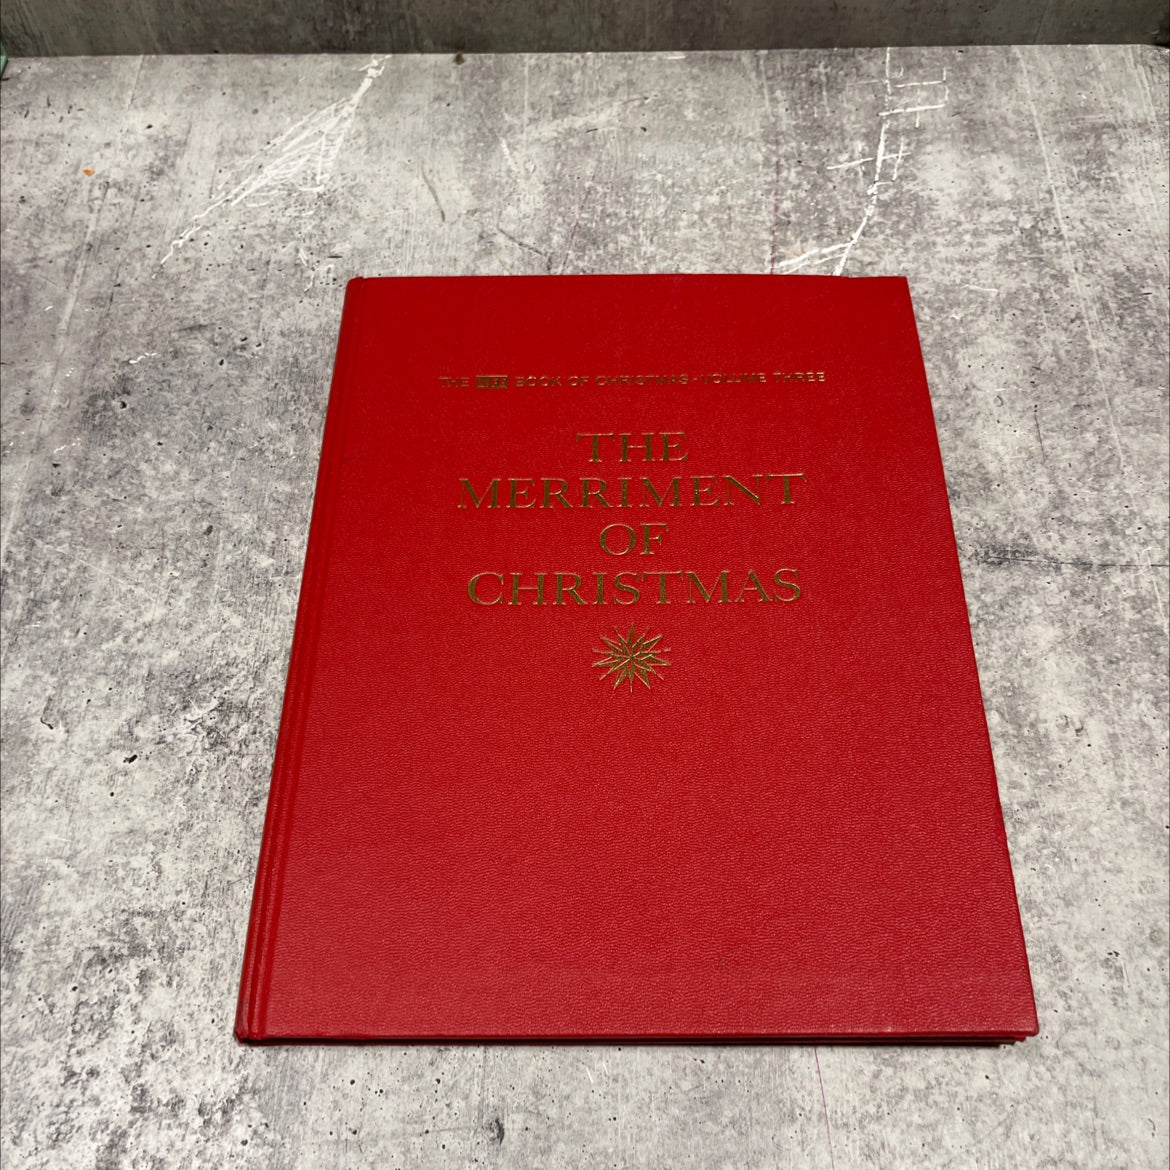 THE LIFE BOOK OF CHRISTMAS · VOLUME THREE
THE
MERRIMENT
OF
CHRISTMAS